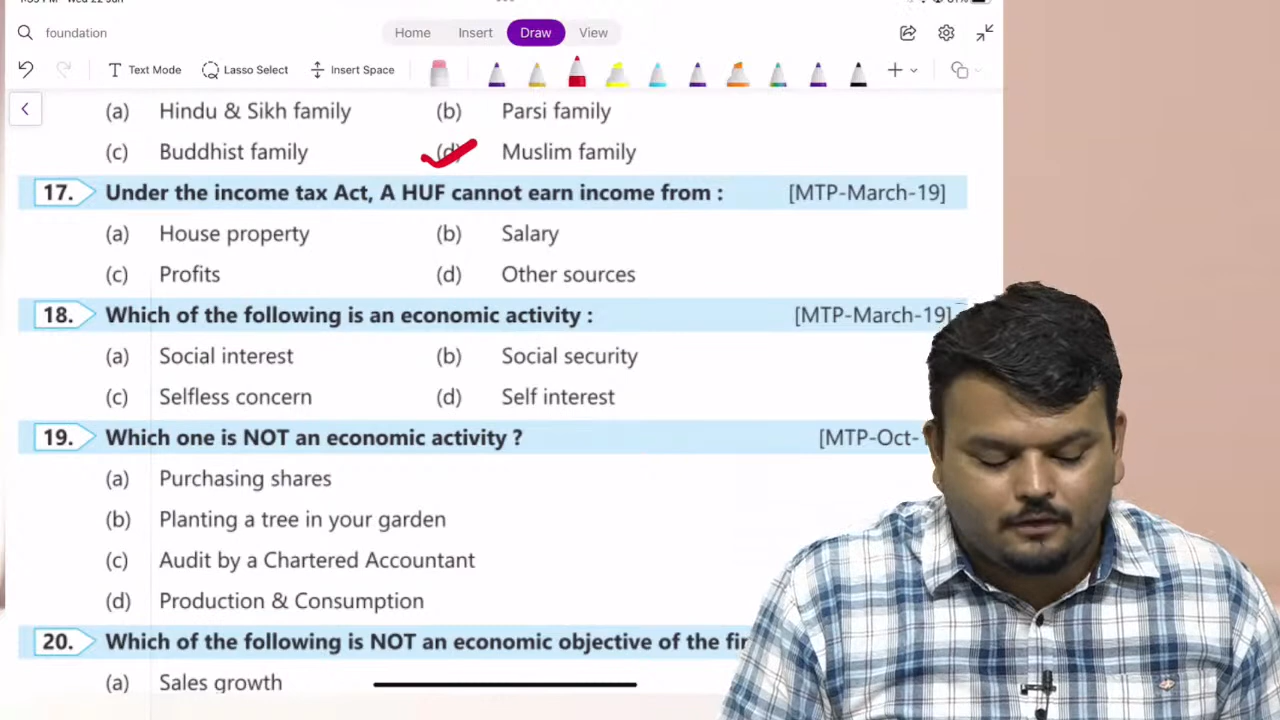 foundation
Home Insert Draw View
Text Mode Lasso Select Insert Space
(a) Hindu & Sikh family (b) Parsi family
(c) Buddhist family (d) Muslim family
17. Under the income tax Act, A HUF cannot earn income from : [MTP-March-19]
(a) House property (b) Salary
(c) Profits (d) Other sources
18. Which of the following is an economic activity : [MTP-March-19]
(a) Social interest (b) Social security
(c) Selfless concern (d) Self interest
19. Which one is NOT an economic activity ? [MTP-Oct-
(a) Purchasing shares
(b) Planting a tree in your garden
(c) Audit by a Chartered Accountant
(d) Production & Consumption
20. Which of the following is NOT an economic objective of the
(a) Sales growth